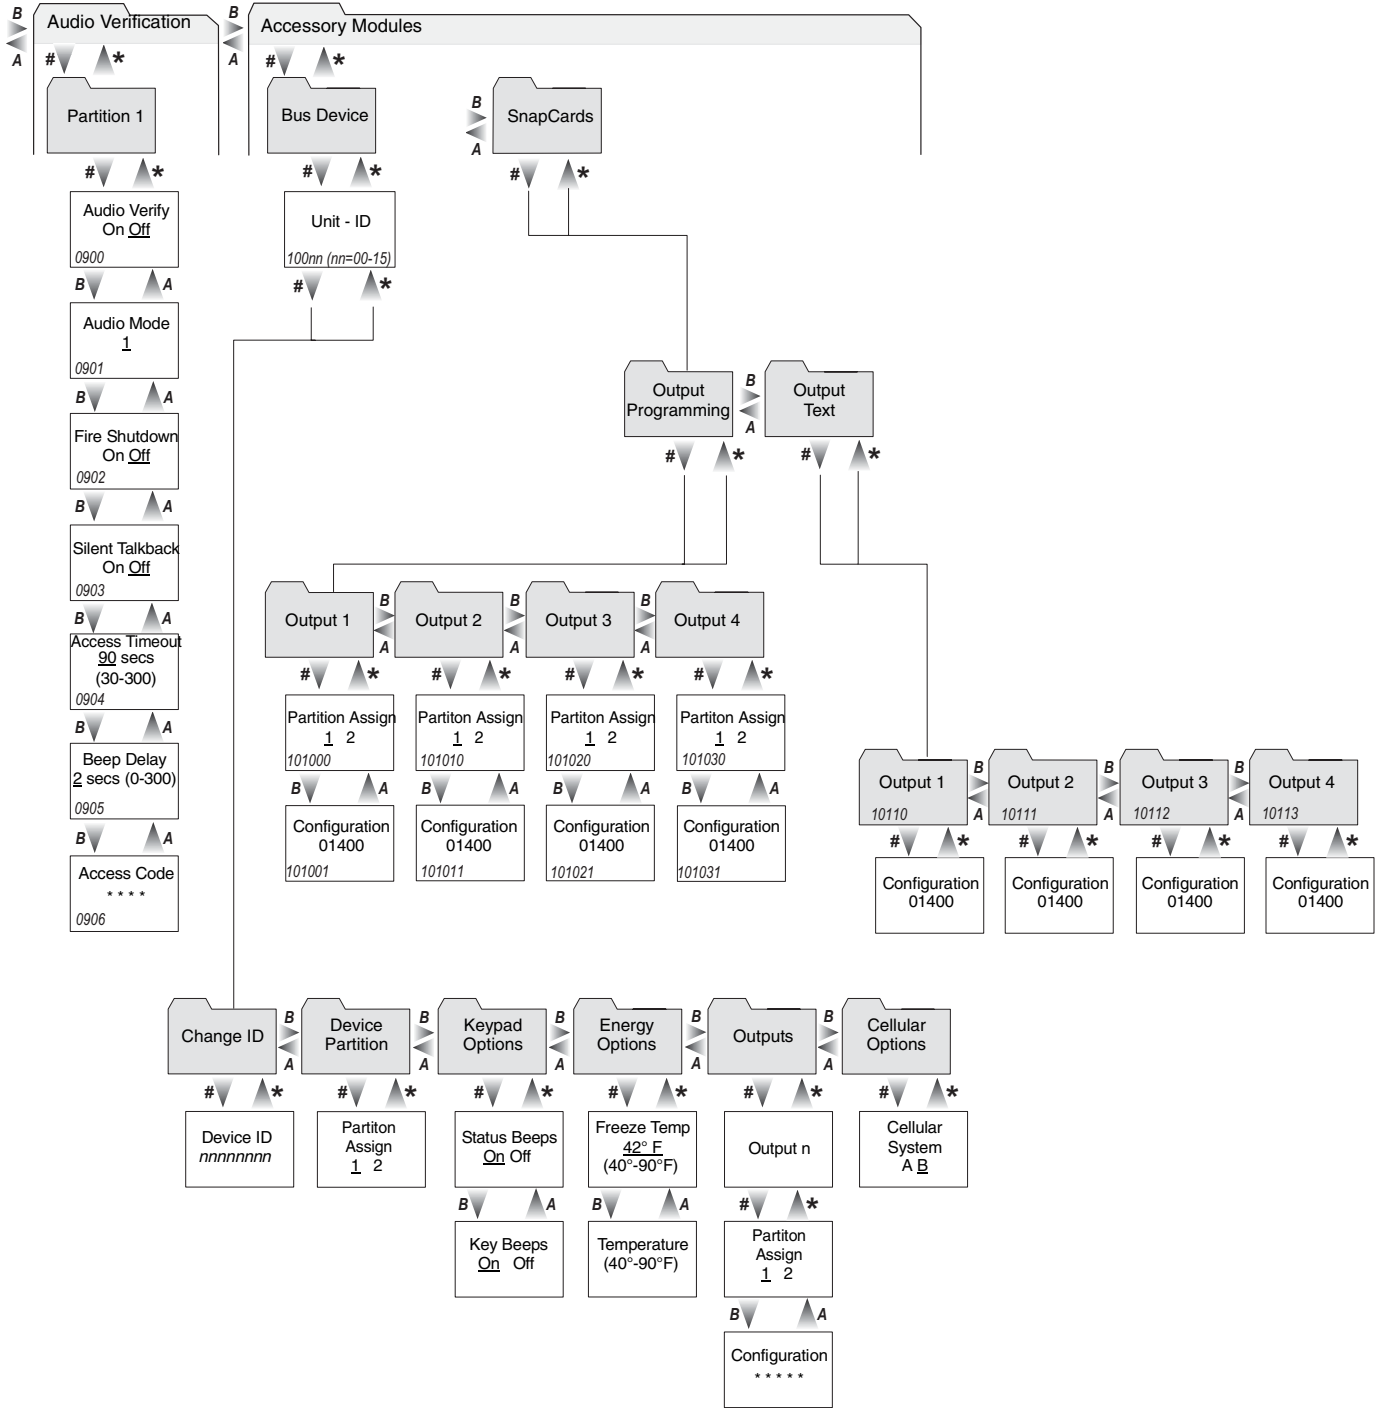 B
A
Audio Verification
B
A
Accessory Modules
# *
# *
Partition 1
Bus Device
B
A
SnapCards
# *
# *
# *
Audio Verify
On Off
0900
Unit - ID
100nn (nn=00-15)
B A
# *
Audio Mode
1
0901
B A
Output
Programming
B
A
Output
Text
Fire Shutdown
On Off
0902
# *
# *
B A
Silent Talkback
On Off
0903
B A
Output 1
B
A
Output 2
B
A
Output 3
B
A
Output 4
Access Timeout
90 secs
(30-300)
0904
# *
# *
# *
# *
B A
Partition Assign
1 2
101000
Partiton Assign
1 2
101010
Partition Assign
1 2
101020
Partiton Assign
1 2
101030
Beep Delay
2 secs (0-300)
0905
B A
B A
B A
B A
B A
Configuration
01400
101001
Configuration
01400
101011
Configuration
01400
101021
Configuration
01400
101031
Output 1
10110
B
A
Output 2
10111
B
A
Output 3
10112
B
A
Output 4
10113
# *
# *
# *
# *
Access Code
* * * *
0906
Configuration
01400
Configuration
01400
Configuration
01400
Configuration
01400
Change ID
B
A
Device
Partition
B
A
Keypad
Options
B
A
Energy
Options
B
A
Outputs
B
A
Cellular
Options
# *
# *
# *
# *
# *
# *
Device ID
nnnnnnnn
Partiton
Assign
1 2
Status Beeps
On Off
Freeze Temp
42° F
(40°-90°F)
Output n
Cellular
System
A B
B A
B A
# *
Key Beeps
On Off
Temperature
(40°-90°F)
Partiton
Assign
1 2
B A
Configuration
* * * * *